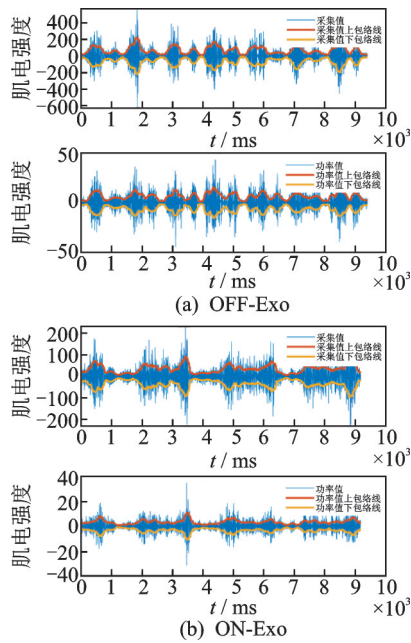 肌电强度
400
200
0
−200
−400
−600
采集值
采集值上包络线
采集值下包络线
0 1 2 3 4 5 6 7 8 9 10
t / ms ×10³
肌电强度
50
0
−50
功率值
功率值上包络线
功率值下包络线
0 1 2 3 4 5 6 7 8 9 10
t / ms ×10³
(a) OFF-Exo
肌电强度
200
100
0
−100
−200
采集值
采集值上包络线
采集值下包络线
0 1 2 3 4 5 6 7 8 9 10
t / ms ×10³
肌电强度
40
20
0
−20
−40
功率值
功率值上包络线
功率值下包络线
0 1 2 3 4 5 6 7 8 9 10
t / ms ×10³
(b) ON-Exo